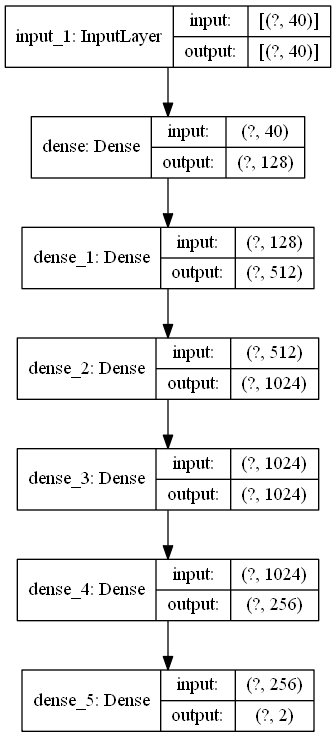 input_1: InputLayer
input:
[(?, 40)]
output:
[(?, 40)]
dense: Dense
input:
(?, 40)
output:
(?, 128)
dense_1: Dense
input:
(?, 128)
output:
(?, 512)
dense_2: Dense
input:
(?, 512)
output:
(?, 1024)
dense_3: Dense
input:
(?, 1024)
output:
(?, 1024)
dense_4: Dense
input:
(?, 1024)
output:
(?, 256)
dense_5: Dense
input:
(?, 256)
output:
(?, 2)